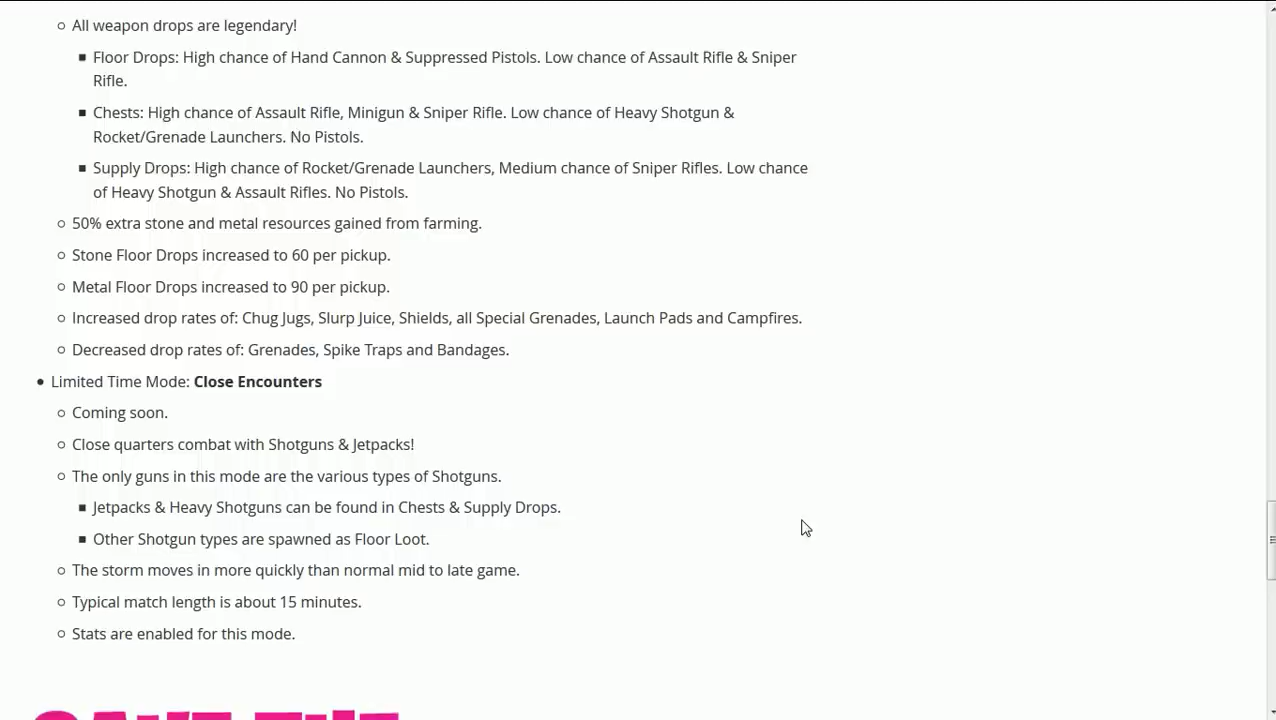 All weapon drops are legendary!
Floor Drops: High chance of Hand Cannon & Suppressed Pistols. Low chance of Assault Rifle & Sniper
Rifle.
Chests: High chance of Assault Rifle, Minigun & Sniper Rifle. Low chance of Heavy Shotgun &
Rocket/Grenade Launchers. No Pistols.
Supply Drops: High chance of Rocket/Grenade Launchers, Medium chance of Sniper Rifles. Low chance
of Heavy Shotgun & Assault Rifles. No Pistols.
50% extra stone and metal resources gained from farming.
Stone Floor Drops increased to 60 per pickup.
Metal Floor Drops increased to 90 per pickup.
Increased drop rates of: Chug Jugs, Slurp Juice, Shields, all Special Grenades, Launch Pads and Campfires.
Decreased drop rates of: Grenades, Spike Traps and Bandages.
Limited Time Mode: Close Encounters
Coming soon.
Close quarters combat with Shotguns & Jetpacks!
The only guns in this mode are the various types of Shotguns.
Jetpacks & Heavy Shotguns can be found in Chests & Supply Drops.
Other Shotgun types are spawned as Floor Loot.
The storm moves in more quickly than normal mid to late game.
Typical match length is about 15 minutes.
Stats are enabled for this mode.
SAVE THE